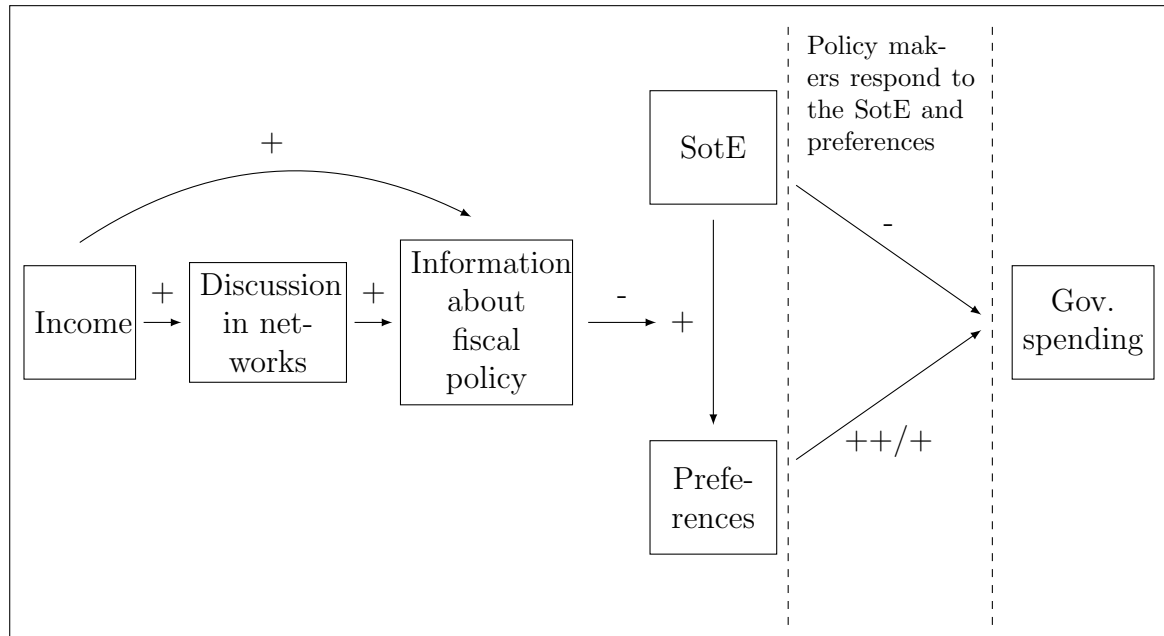 Policy mak-
ers respond to
the SotE and
preferences
SotE
+
-
Income
+
Discussion
in net-
works
+
Information
about
fiscal
policy
-
+
Gov.
spending
++/+
Prefe-
rences